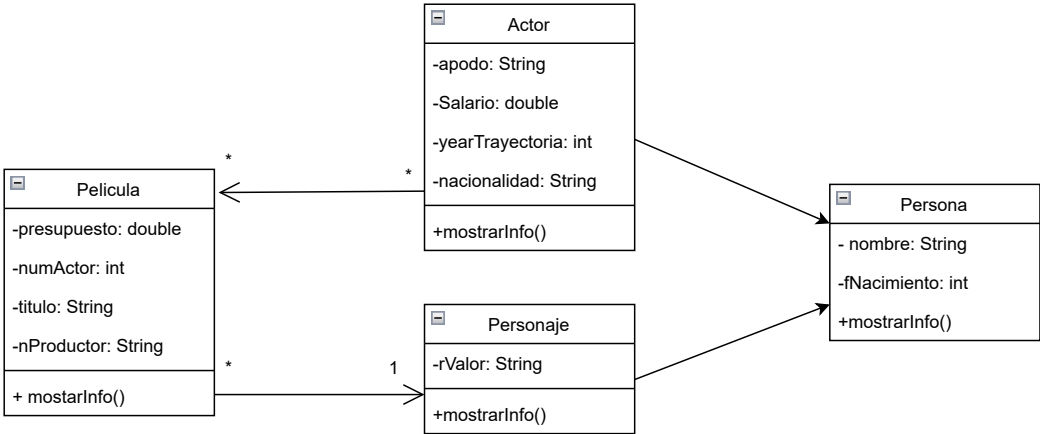 Actor
-apodo: String
-Salario: double
-yearTrayectoria: int
-nacionalidad: String
+mostrarInfo()
*
*
Pelicula
-presupuesto: double
-numActor: int
-titulo: String
-nProductor: String
+ mostarInfo()
*
1
Personaje
-rValor: String
+mostrarInfo()
Persona
- nombre: String
-fNacimiento: int
+mostrarInfo()